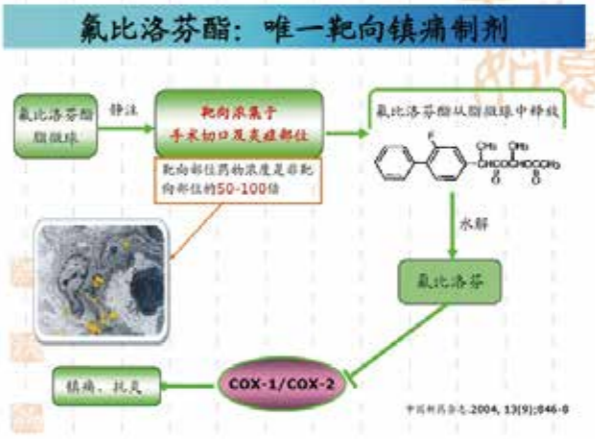 氟比洛芬酯：唯一靶向镇痛制剂
氟比洛芬酯
脂微球
静注
靶向浓集于
手术切口及炎症部位
氟比洛芬酯从脂微球中释放
靶向部位药物浓度是非靶
向部位的50-100倍
F
CH₃
CH₃
CHCOCHOCCH₃
O
O
水解
氟比洛芬
COX-1/COX-2
镇痛、抗炎
中国新药杂志.2004, 13(9):846-8